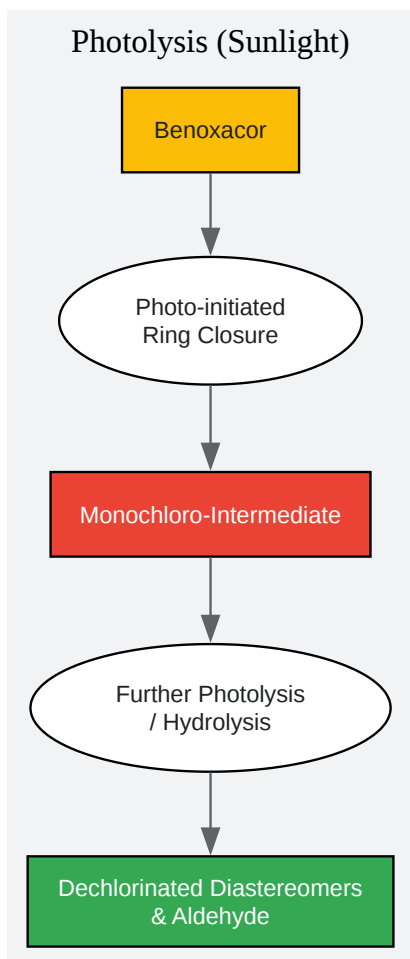 Photolysis (Sunlight)
Benoxacor
Photo-initiated
Ring Closure
Monochloro-Intermediate
Further Photolysis
/ Hydrolysis
Dechlorinated Diastereomers
& Aldehyde